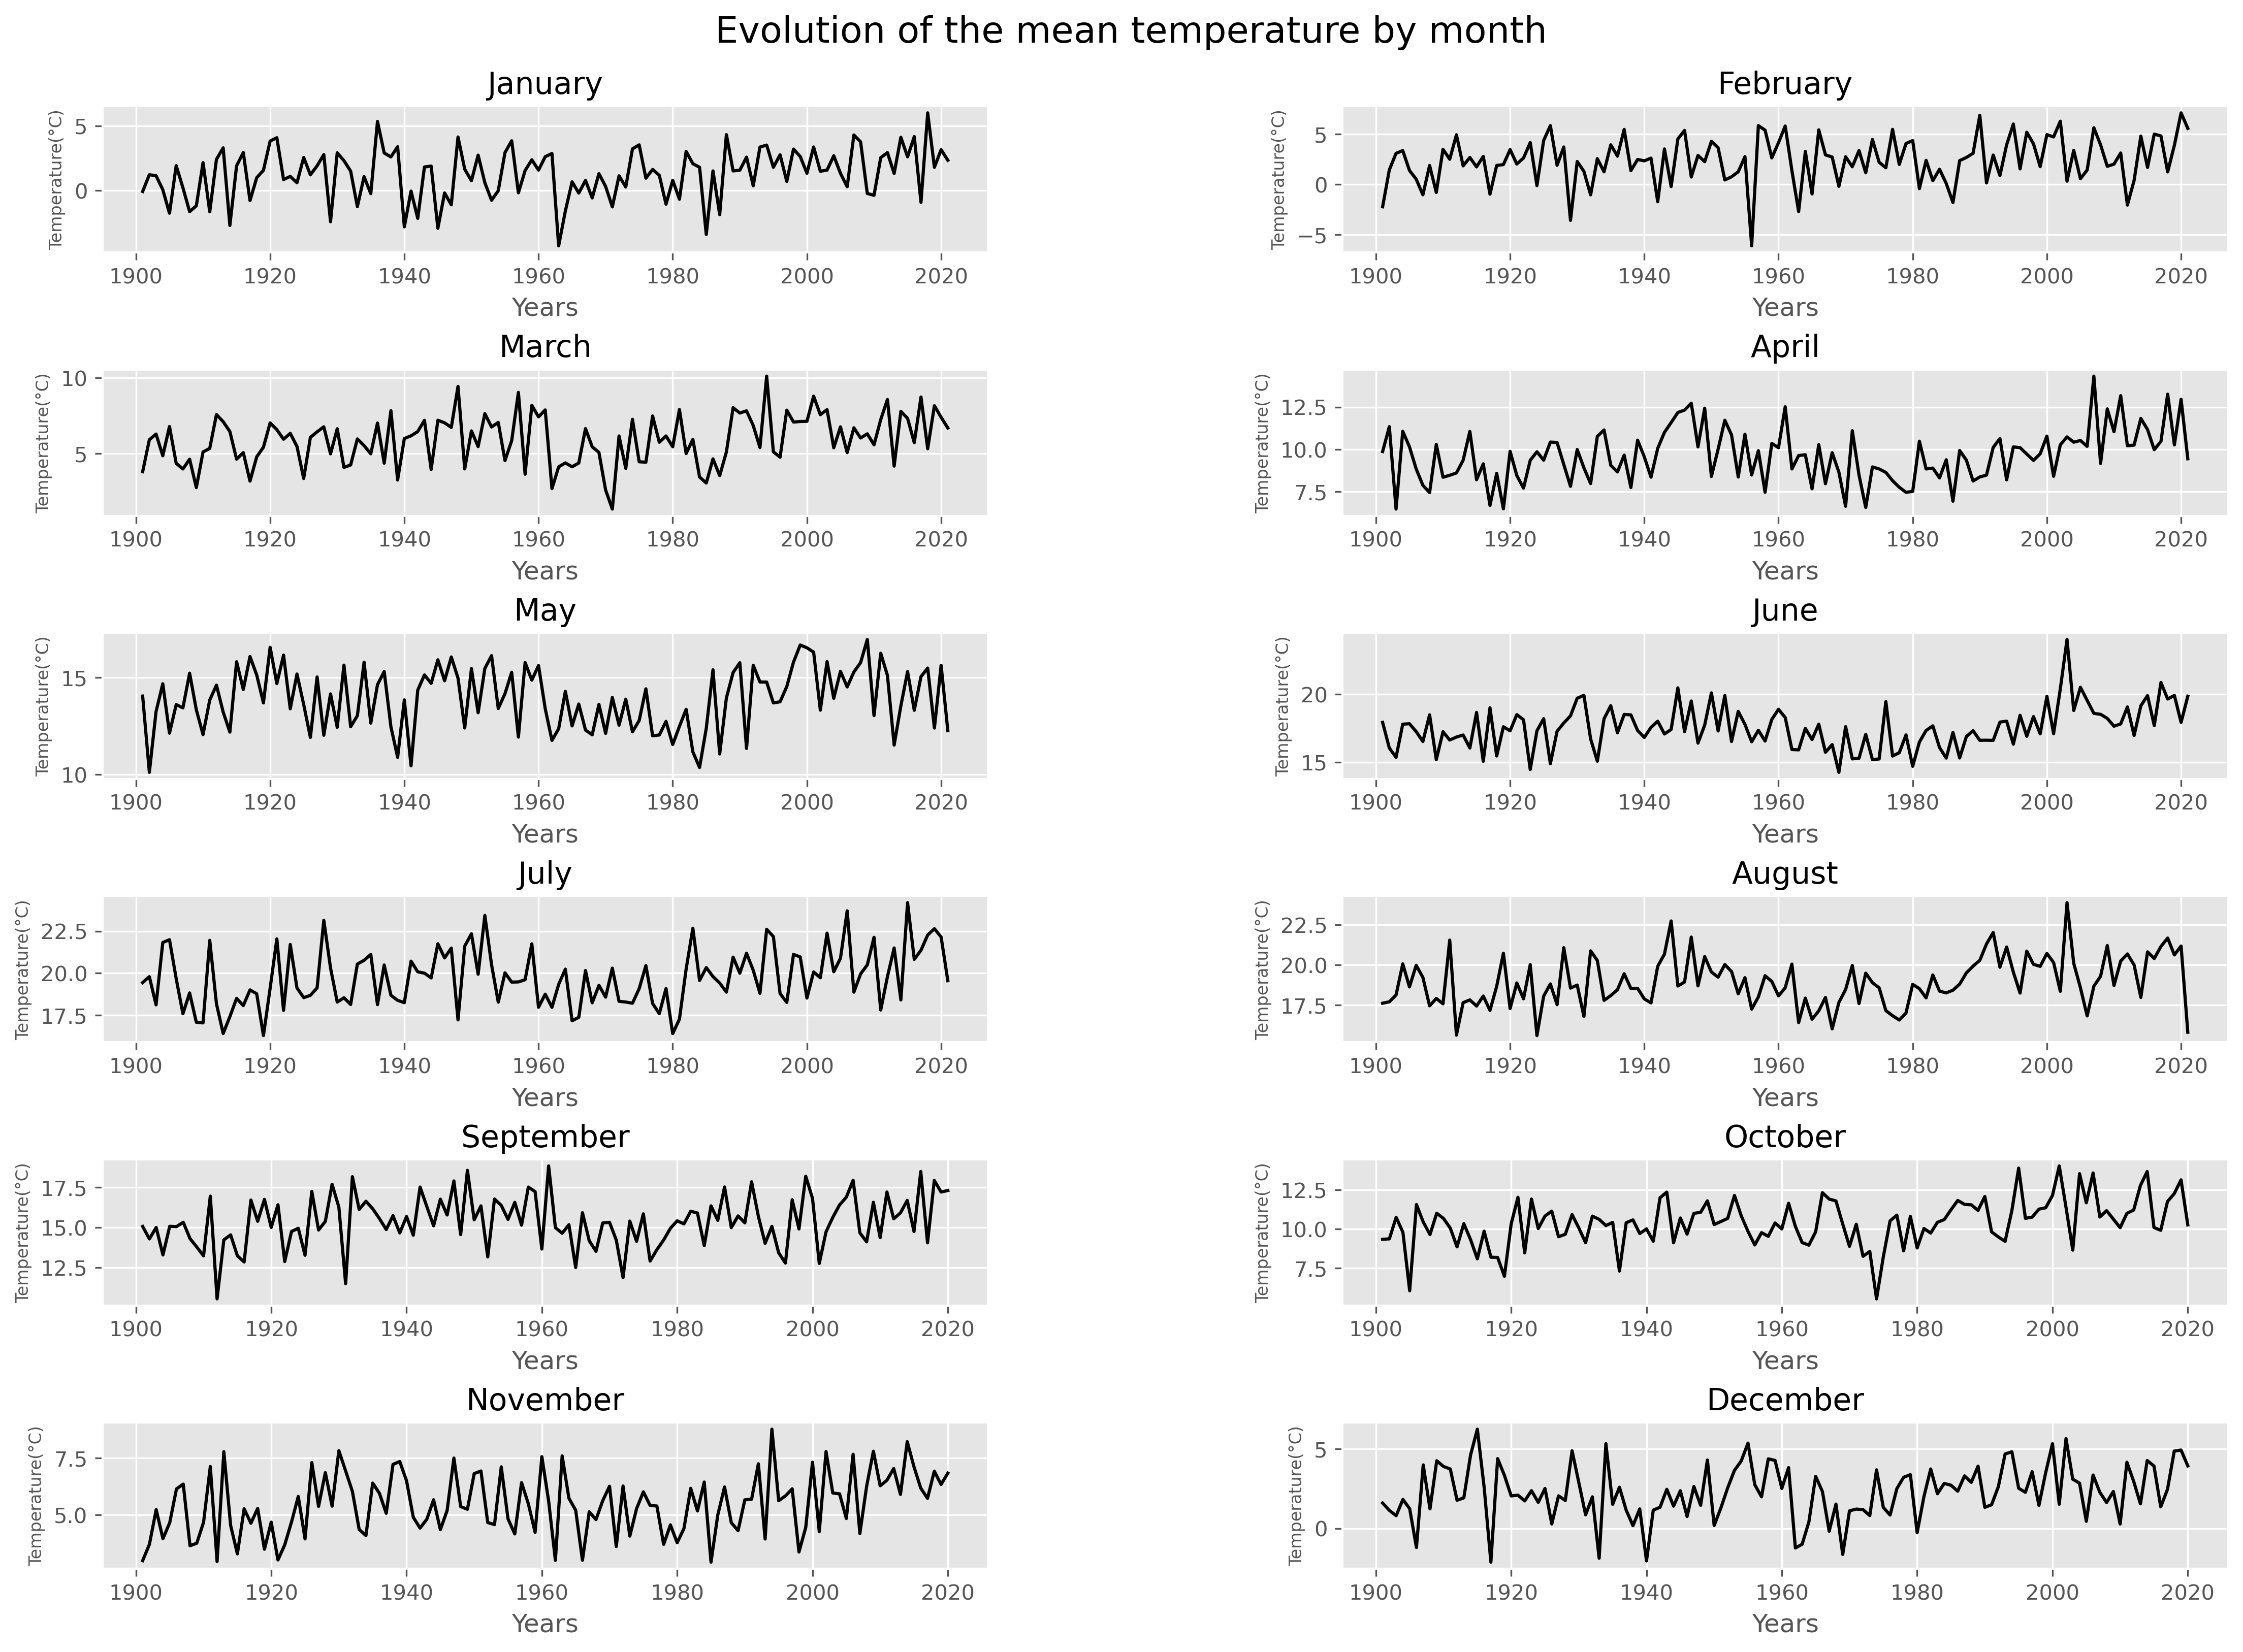 Evolution of the mean temperature by month
January
Temperature(°C)
5
0
1900 1920 1940 1960 1980 2000 2020
Years
February
Temperature(°C)
5
0
−5
1900 1920 1940 1960 1980 2000 2020
Years
March
Temperature(°C)
10
5
1900 1920 1940 1960 1980 2000 2020
Years
April
Temperature(°C)
12.5
10.0
7.5
1900 1920 1940 1960 1980 2000 2020
Years
May
Temperature(°C)
15
10
1900 1920 1940 1960 1980 2000 2020
Years
June
Temperature(°C)
20
15
1900 1920 1940 1960 1980 2000 2020
Years
July
Temperature(°C)
22.5
20.0
17.5
1900 1920 1940 1960 1980 2000 2020
Years
August
Temperature(°C)
22.5
20.0
17.5
1900 1920 1940 1960 1980 2000 2020
Years
September
Temperature(°C)
17.5
15.0
12.5
1900 1920 1940 1960 1980 2000 2020
Years
October
Temperature(°C)
12.5
10.0
7.5
1900 1920 1940 1960 1980 2000 2020
Years
November
Temperature(°C)
7.5
5.0
1900 1920 1940 1960 1980 2000 2020
Years
December
Temperature(°C)
5
0
1900 1920 1940 1960 1980 2000 2020
Years